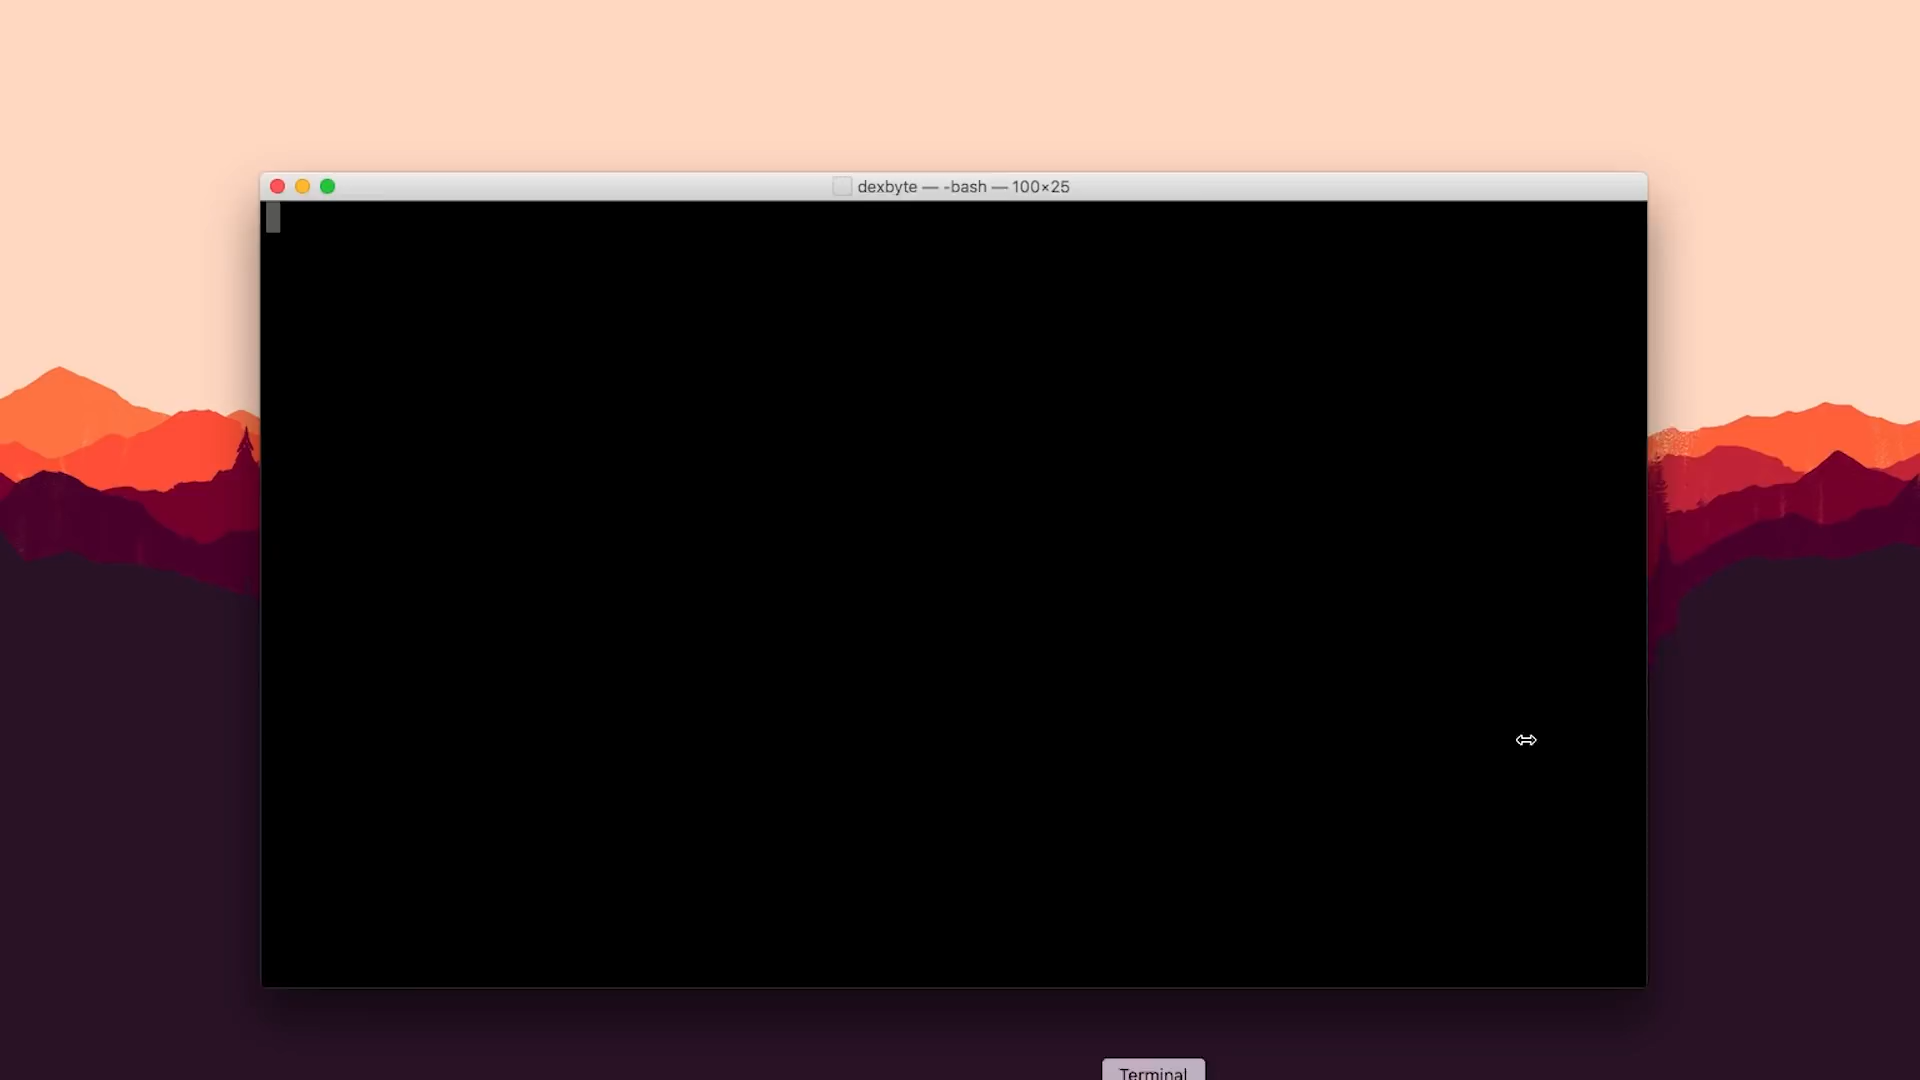 dexbyte — -bash — 100×25
Terminal